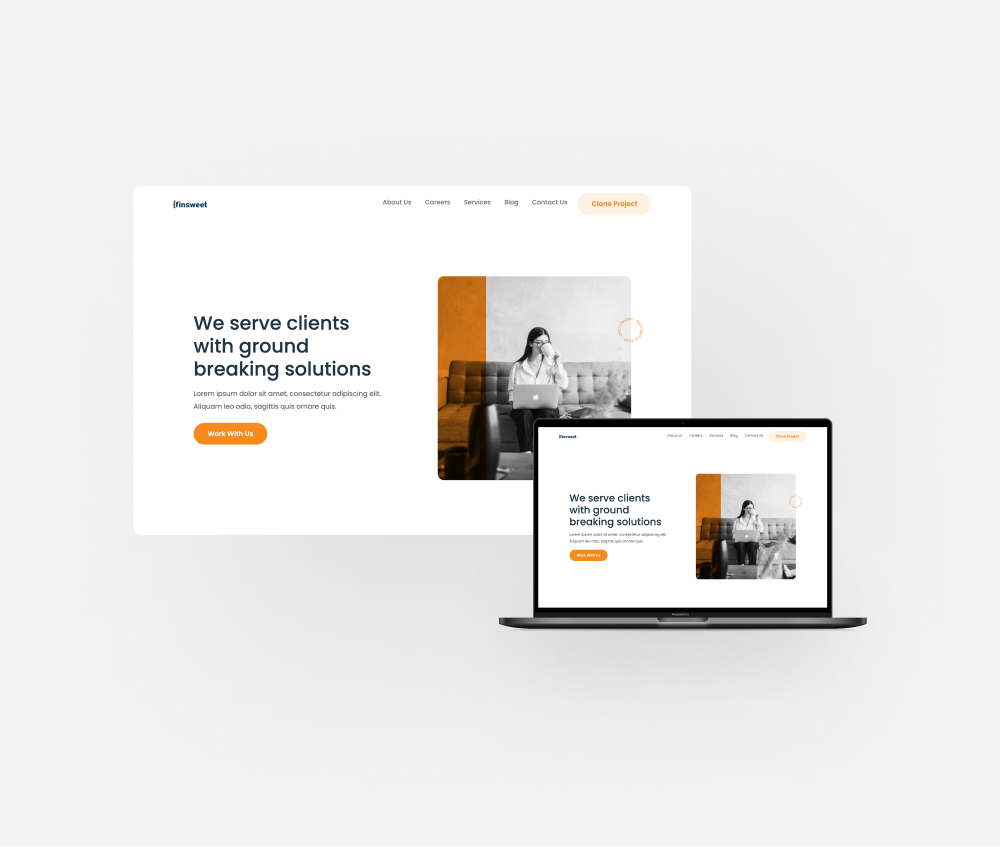 {finsweet
About Us
Careers
Services
Blog
Contact Us
Clone Project
We serve clients
with ground
breaking solutions
Lorem ipsum dolor sit amet, consectetur adipiscing elit.
Aliquam leo odio, sagittis quis ornare quis.
Work With Us
{finsweet
About Us
Careers
Services
Blog
Contact Us
Clone Project
We serve clients
with ground
breaking solutions
Lorem ipsum dolor sit amet, consectetur adipiscing elit.
Aliquam leo odio, sagittis quis ornare quis.
Work With Us